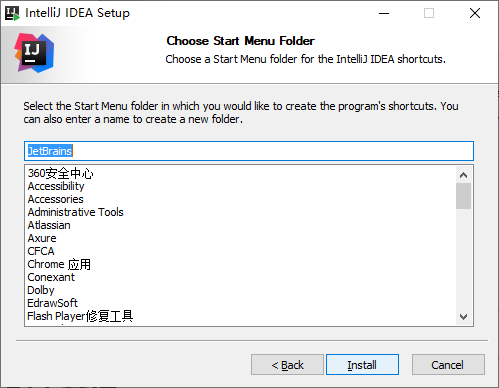 IntelliJ IDEA Setup
IJ
Choose Start Menu Folder
Choose a Start Menu folder for the IntelliJ IDEA shortcuts.
Select the Start Menu folder in which you would like to create the program's shortcuts. You
can also enter a name to create a new folder.
JetBrains
360安全中心
Accessibility
Accessories
Administrative Tools
Atlassian
Axure
CFCA
Chrome 应用
Conexant
Dolby
EdrawSoft
Flash Player修复工具
< Back
Install
Cancel